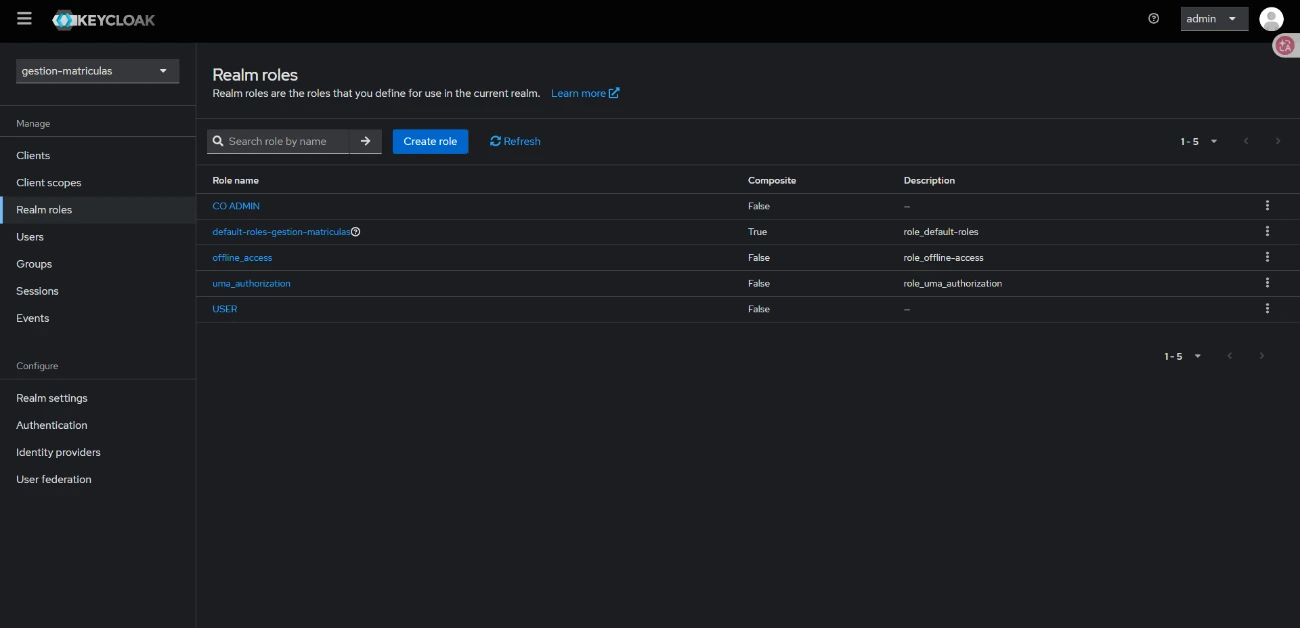 KEYCLOAK
admin
gestion-matriculas
Manage
Clients
Client scopes
Realm roles
Users
Groups
Sessions
Events
Configure
Realm settings
Authentication
Identity providers
User federation
Realm roles
Realm roles are the roles that you define for use in the current realm. Learn more
Search role by name
Create role
Refresh
1 - 5
Role name Composite Description
CO ADMIN False –
default-roles-gestion-matriculas True role_default-roles
offline_access False role_offline-access
uma_authorization False role_uma_authorization
USER False –
1 - 5